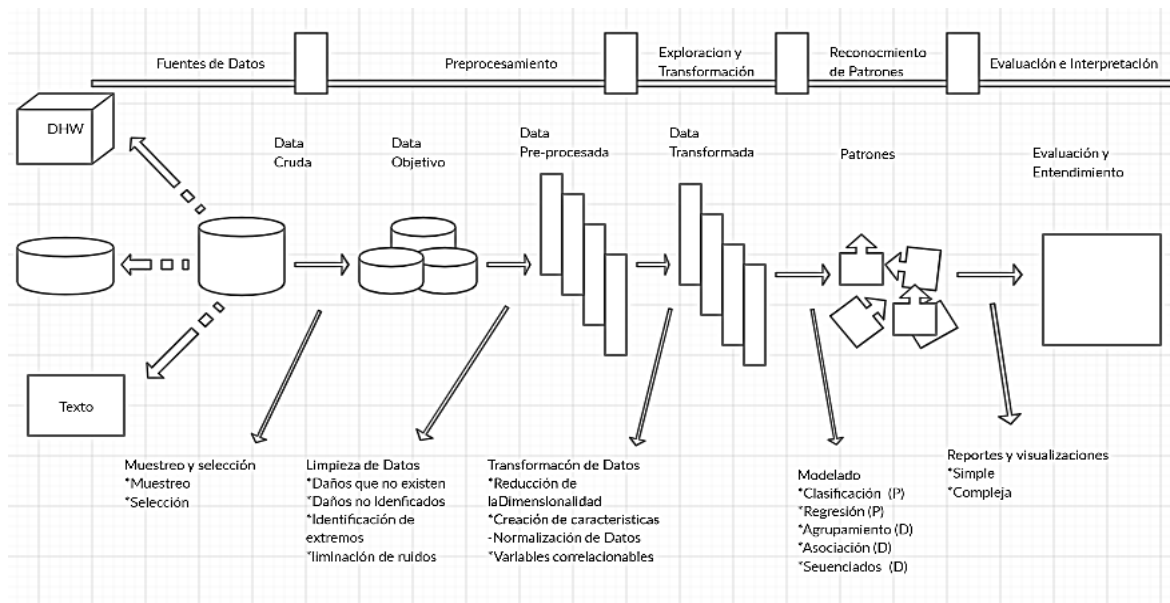 Fuentes de Datos
Preprocesamiento
Exploracion y
Transformación
Reconocmiento
de Patrones
Evaluación e Interpretación
DHW
Data
Cruda
Data
Objetivo
Data
Pre-procesada
Data
Transformada
Patrones
Evaluación y
Entendimiento
Texto
Muestreo y selección
*Muestreo
*Selección
Limpieza de Datos
*Daños que no existen
*Daños no Idenficados
*Identificación de
extremos
*liminación de ruidos
Transformacón de Datos
*Reducción de
laDimensionalidad
*Creación de caracteristicas
-Normalización de Datos
*Variables correlacionables
Modelado
*Clasificación (P)
*Regresión (P)
*Agrupamiento (D)
*Asociación (D)
*Seuenciados (D)
Reportes y visualizaciones
*Simple
*Compleja